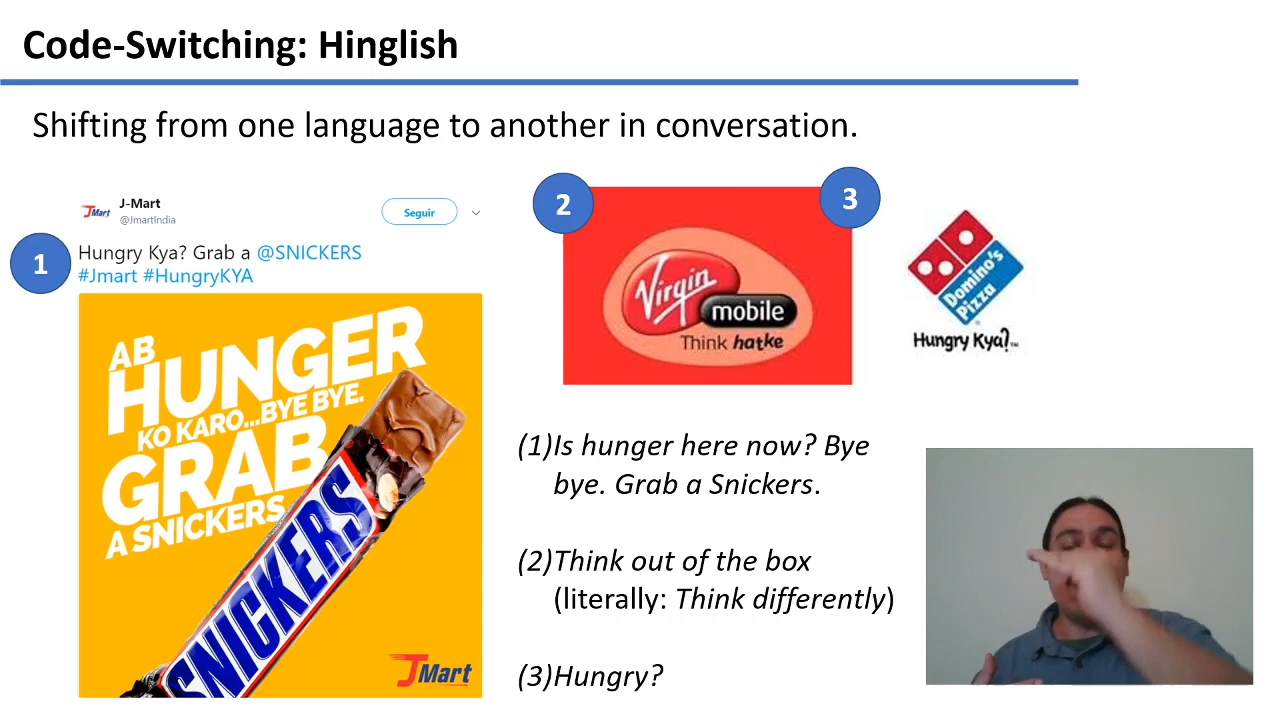 Code-Switching: Hinglish
Shifting from one language to another in conversation.
J-Mart
@JmartIndia
Seguir
JMart
1
Hungry Kya? Grab a @SNICKERS
#Jmart #HungryKYA
AB
HUNGER
KO KARO...BYE BYE.
GRAB
A SNICKERS
SNICKERS
JMart
2
3
Virgin
mobile
Think hatke
Domino's
Pizza
Hungry Kya?™
(1)Is hunger here now? Bye
bye. Grab a Snickers.
(2)Think out of the box
(literally: Think differently)
(3)Hungry?